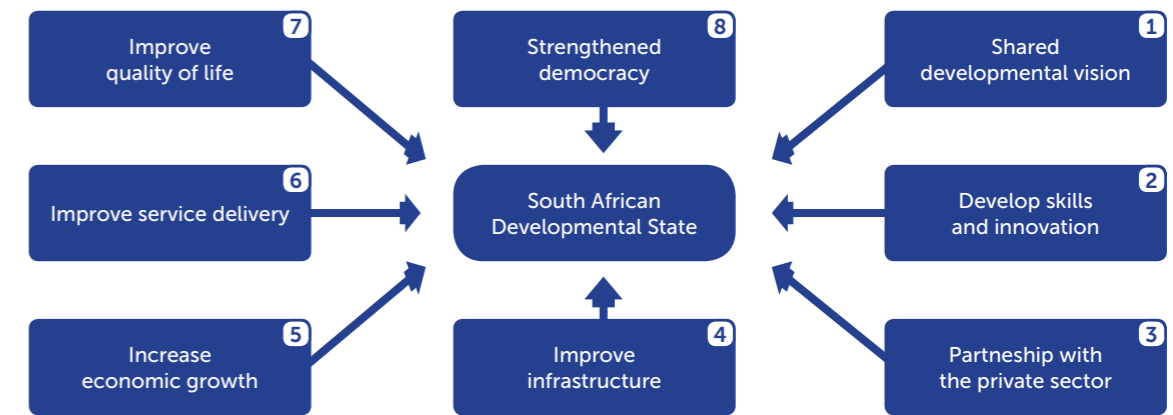 7
Improve
quality of life
8
Strengthened
democracy
1
Shared
developmental vision
6
Improve service delivery
South African
Developmental State
2
Develop skills
and innovation
5
Increase
economic growth
4
Improve
infrastructure
3
Partneship with
the private sector